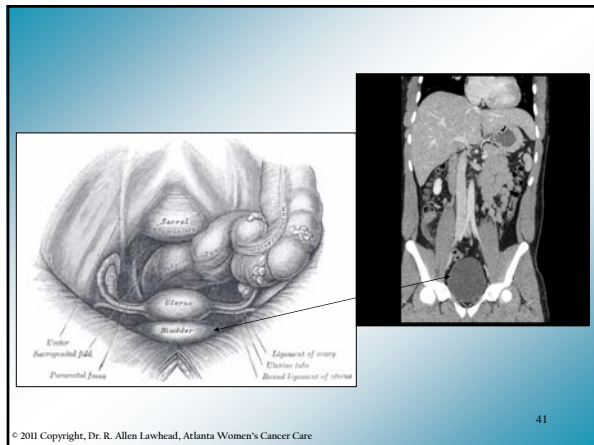 Sacral
Uterus
Bladder
Ureter
Sacrogenital fold
Pararectal fossa
Ligament of ovary
Uterine tube
Round ligament of uterus
41
© 2011 Copyright, Dr. R. Allen Lawhead, Atlanta Women's Cancer Care